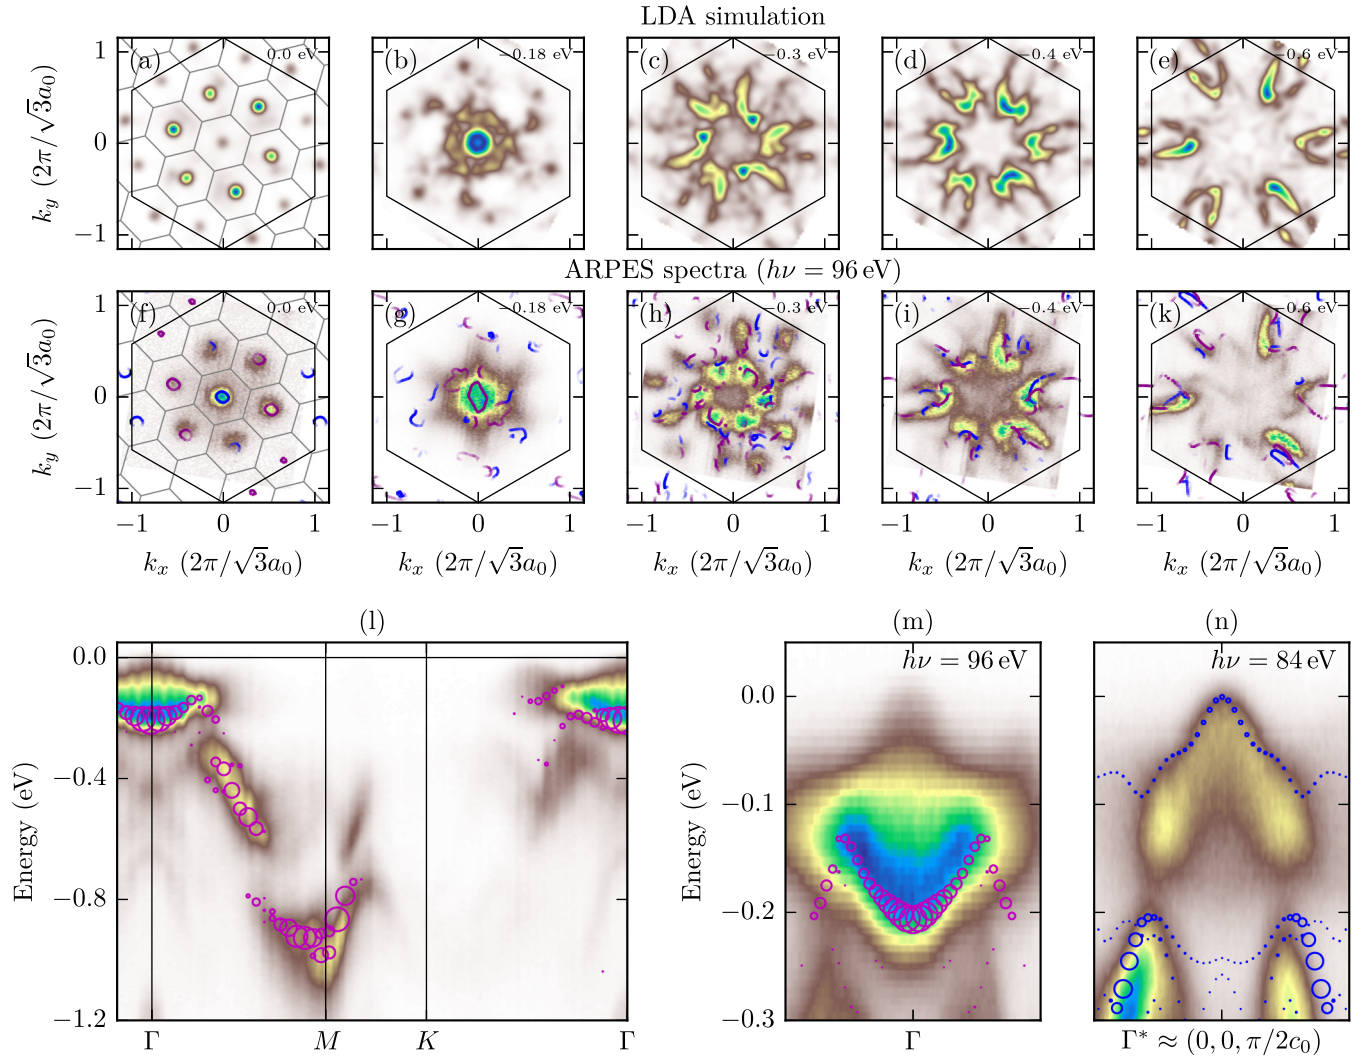 LDA simulation
(a) 0.0 eV
(b) −0.18 eV
(c) −0.3 eV
(d) −0.4 eV
(e) −0.6 eV
1
0
−1
k_y (2π/√3a_0)
ARPES spectra (hν = 96 eV)
(f) 0.0 eV
(g) −0.18 eV
(h) −0.3 eV
(i) −0.4 eV
(k) −0.6 eV
1
0
−1
k_y (2π/√3a_0)
−1 0 1
−1 0 1
−1 0 1
−1 0 1
−1 0 1
k_x (2π/√3a_0)
k_x (2π/√3a_0)
k_x (2π/√3a_0)
k_x (2π/√3a_0)
k_x (2π/√3a_0)
(l)
0.0
−0.4
−0.8
−1.2
Energy (eV)
Γ M K Γ
(m)
hν = 96 eV
0.0
−0.1
−0.2
−0.3
Energy (eV)
Γ
(n)
hν = 84 eV
Γ* ≈ (0, 0, π/2c_0)